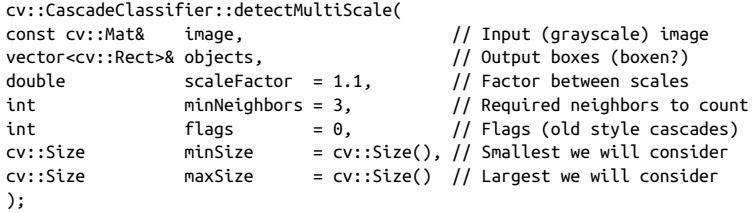 cv::CascadeClassifier::detectMultiScale(
const cv::Mat&    image,                   // Input (grayscale) image
vector<cv::Rect>& objects,                 // Output boxes (boxen?)
double            scaleFactor  = 1.1,      // Factor between scales
int               minNeighbors = 3,        // Required neighbors to count
int               flags        = 0,        // Flags (old style cascades)
cv::Size          minSize      = cv::Size(), // Smallest we will consider
cv::Size          maxSize      = cv::Size()  // Largest we will consider
);